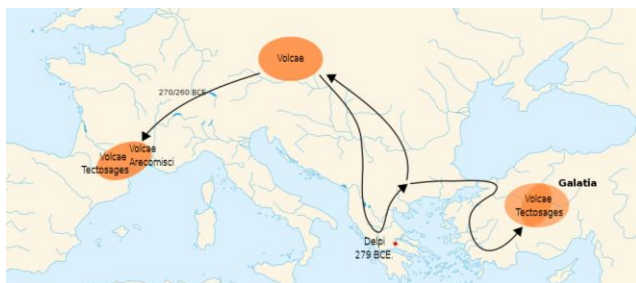 Volcae
270/260 BCE
Volcae
Arecomisci
Volcae
Tectosages
Galatia
Volcae
Tectosages
Delpi
279 BCE.